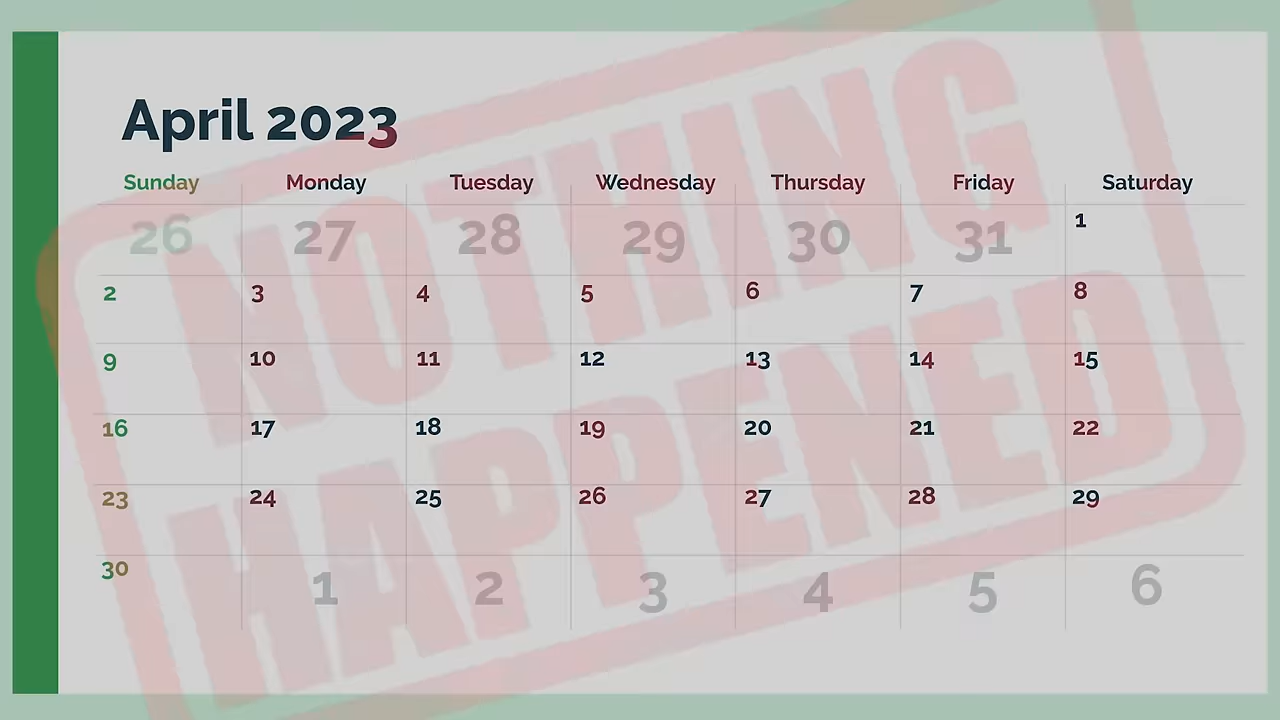 April 2023
Sunday Monday Tuesday Wednesday Thursday Friday Saturday
26 27 28 29 30 31 1
2 3 4 5 6 7 8
9 10 11 12 13 14 15
16 17 18 19 20 21 22
23 24 25 26 27 28 29
30 1 2 3 4 5 6
NOTHING
HAPPENED